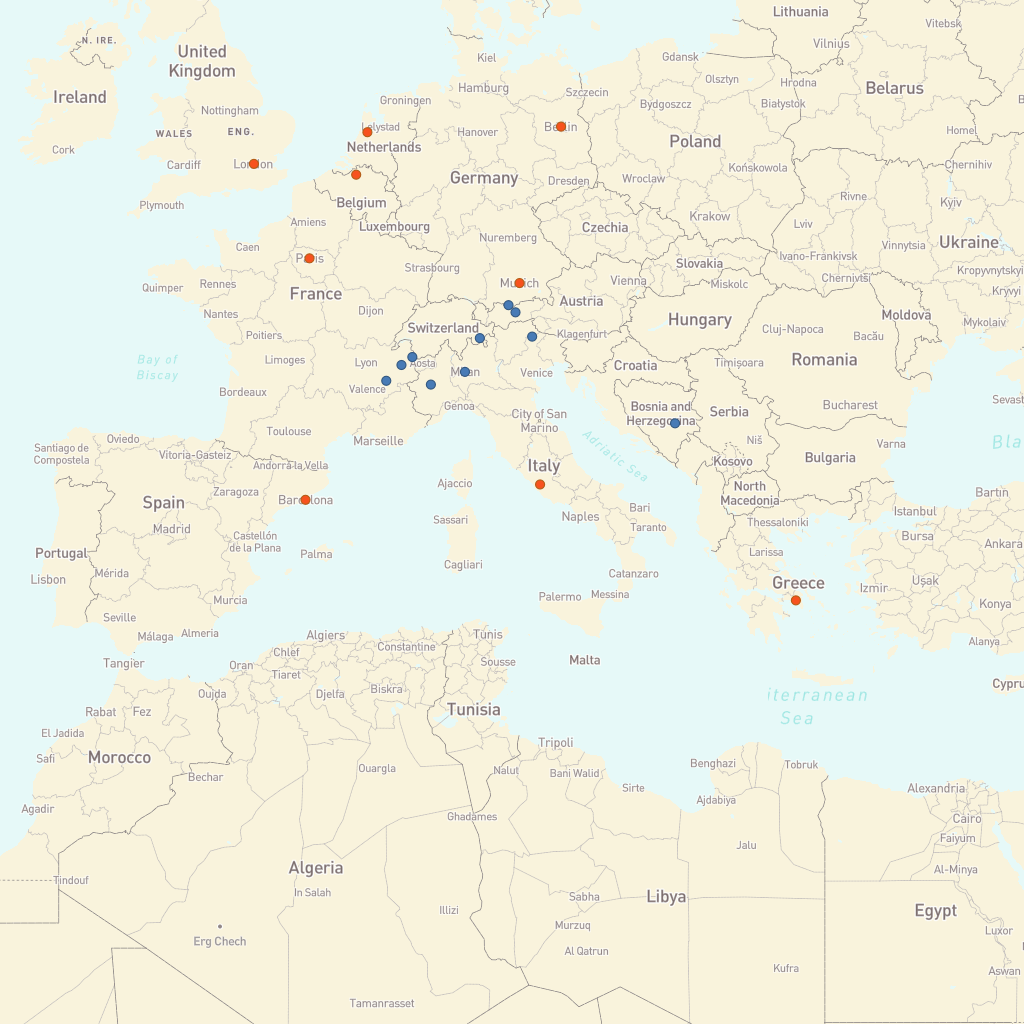 Lithuania
Vitebsk
N. IRE.
United
Kingdom
Vilnius
Kiel
Gdansk
Hamburg
Olsztyn
Hrodna
Belarus
Ireland
Groningen
Szczecin
Bydgoszcz
Białystok
Nottingham
Lelystad
Berlin
WALES
ENG.
Hanover
Home
Netherlands
Poland
Cork
Cardiff
London
Końskowola
Chernihiv
Germany
Dresden
Wroclaw
Rivne
Plymouth
Belgium
Kyiv
Amiens
Luxembourg
Czechia
Krakow
Lviv
Nuremberg
Caen
Vinnytsia
Ukraine
Paris
Ivano-Frankivsk
Strasbourg
Slovakia
Kropyvnytskyi
Quimper
Rennes
Munich
Vienna
Miskolc
Chernivtsi
France
Austria
Kryvyi
Nantes
Dijon
Hungary
Moldova
Poitiers
Switzerland
Klagenfurt
Cluj-Napoca
Bacău
Mykolaiv
Bay of
Biscay
Limoges
Lyon
Aosta
Croatia
Timișoara
Romania
Milan
Venice
Valence
Bordeaux
Genoa
Bosnia and
Herzegovina
Serbia
Bucharest
Sevast
City of San
Marino
Toulouse
Oviedo
Marseille
Adriatic Sea
Niš
Varna
Bla
Santiago de
Compostela
Vitoria-Gasteiz
Andorra la Vella
Italy
Kosovo
Bulgaria
Zaragoza
Ajaccio
North
Macedonia
Bartin
Spain
Barcelona
Bari
Istanbul
Sassari
Naples
Taranto
Thessaloniki
Madrid
Castellón
de la Plana
Bursa
Ankara
Portugal
Palma
Larissa
Cagliari
Catanzaro
Lisbon
Mérida
Greece
Izmir
Uşak
Murcia
Palermo
Messina
Konya
Seville
Málaga
Almeria
Algiers
Tunis
Alanya
Constantine
Chlef
Tangier
Oran
Sousse
Malta
Tiaret
Cypru
Oujda
Djelfa
Biskra
iterranean
Sea
Rabat
Fez
Tunisia
El Jadida
Tripoli
Safi
Morocco
Ouargla
Nalut
Bani Walid
Benghazi
Tobruk
Bechar
Sirte
Alexandria
Agadir
Ajdabiya
Ghadames
Cairo
Faiyum
Jalu
Algeria
Al-Minya
Tindouf
In Salah
Sabha
Libya
Illizi
Egypt
Murzuq
Luxor
Erg Chech
Al Qatrun
Kufra
Aswan
Tamanrasset